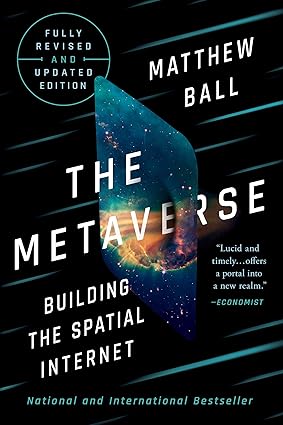 FULLY
REVISED
AND
UPDATED
EDITION
MATTHEW
BALL
THE
METAVERSE
BUILDING
THE SPATIAL
INTERNET
“Lucid and
timely…offers
a portal into
a new realm.”
—ECONOMIST
National and International Bestseller